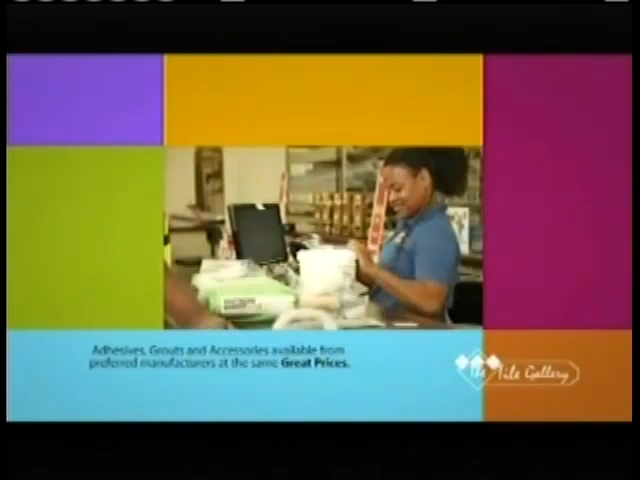 Adhesives, Grouts and Accessories available from
preferred manufacturers at the same Great Prices.
The Tile Gallery